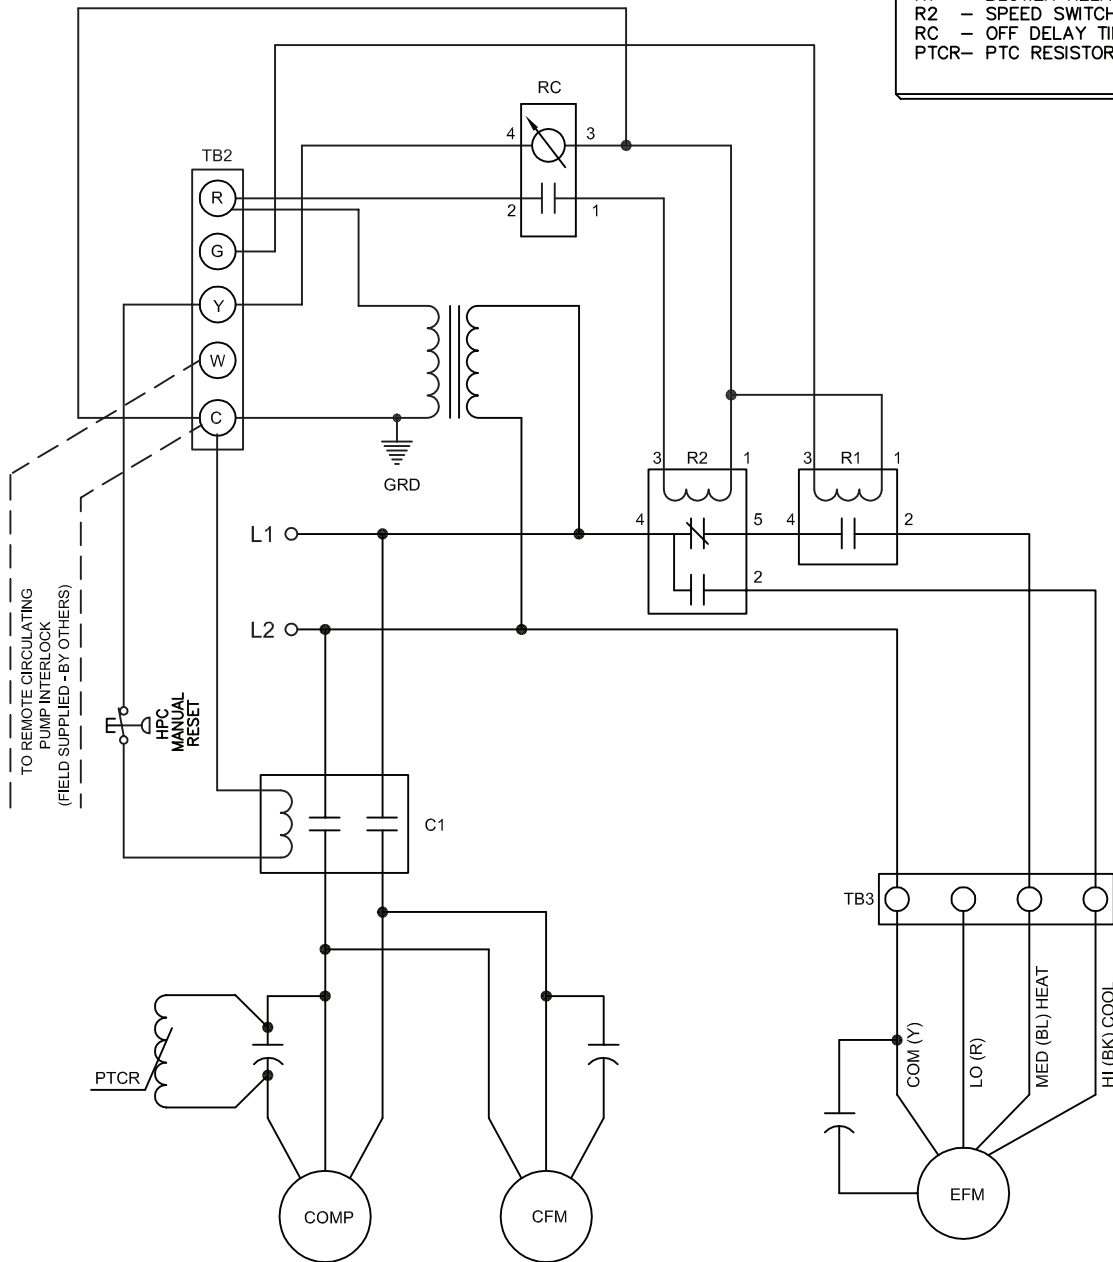 R2 – SPEED SWITCH
RC – OFF DELAY
PTCR– PTC RESISTOR
RC
4
3
2
1
TB2
R
G
Y
W
C
GRD
3
R2
1
4
5
2
3
R1
1
4
2
L1
L2
TO REMOTE CIRCULATING
PUMP INTERLOCK
(FIELD SUPPLIED - BY OTHERS)
HPC
MANUAL
RESET
C1
TB3
COM (Y)
LO (R)
MED (BL) HEAT
HI (BK) COOL
PTCR
COMP
CFM
EFM